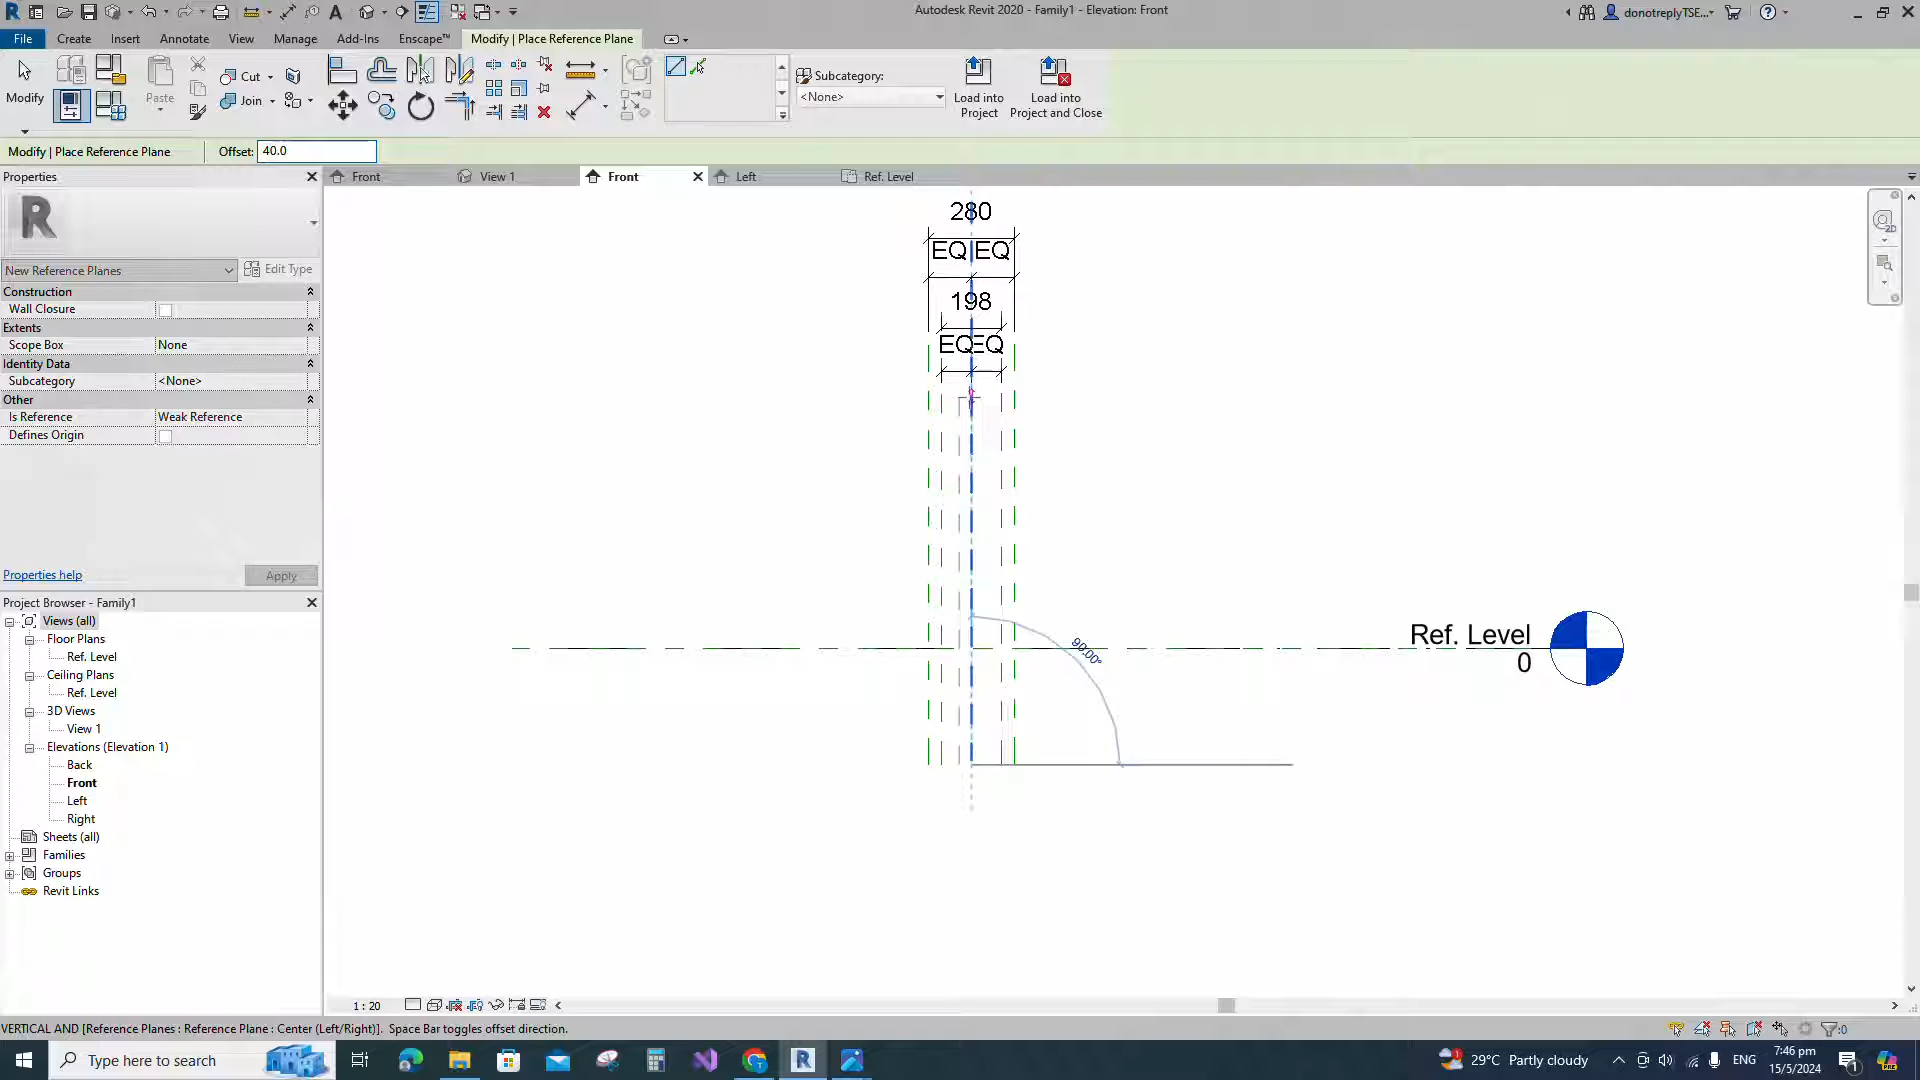 Autodesk Revit 2020 - Family1 - Elevation: Front
donotreplyTSE...
File
Create
Insert
Annotate
View
Manage
Add-Ins
Enscape™
Modify | Place Reference Plane
Modify
Paste
Cut
Join
Subcategory:
<None>
Load into
Project
Load into
Project and Close
Modify | Place Reference Plane
Offset:
40.0
Properties
Front
View 1
Front
Left
Ref. Level
New Reference Planes
Edit Type
Construction
Wall Closure
Extents
Scope Box
None
Identity Data
Subcategory
<None>
Other
Is Reference
Weak Reference
Defines Origin
Properties help
Apply
Project Browser - Family1
Views (all)
Floor Plans
Ref. Level
Ceiling Plans
Ref. Level
3D Views
View 1
Elevations (Elevation 1)
Back
Front
Left
Right
Sheets (all)
Families
Groups
Revit Links
280
EQ EQ
198
EQ EQ
90.00°
Ref. Level
0
2D
1 : 20
VERTICAL AND [Reference Planes : Reference Plane : Center (Left/Right)]. Space Bar toggles offset direction.
:0
Type here to search
29°C Partly cloudy
ENG
7:46 pm
15/5/2024